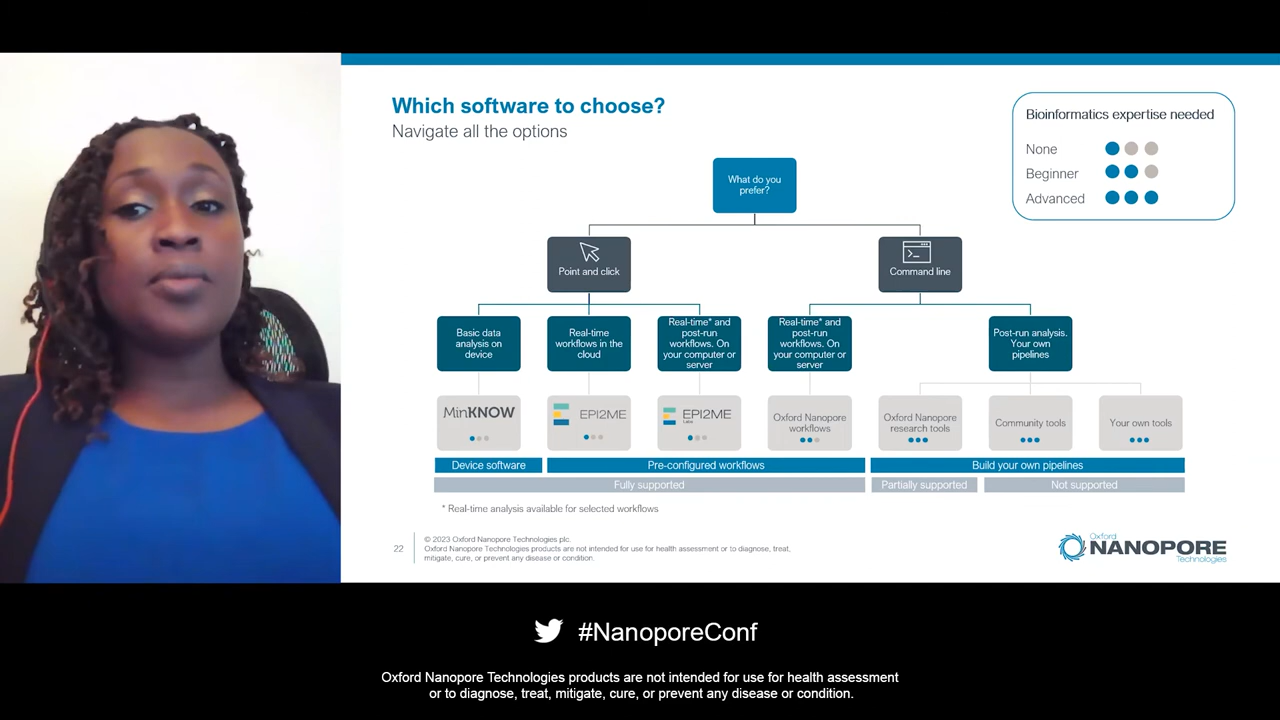 Which software to choose?
Navigate all the options
Bioinformatics expertise needed
None
Beginner
Advanced
What do you
prefer?
Point and click
Command line
Basic data
analysis on
device
Real-time
workflows in the
cloud
Real-time* and
post-run
workflows. On
your computer or
server
Real-time* and
post-run
workflows. On
your computer or
server
Post-run analysis.
Your own
pipelines
MinKNOW
EPI2ME
EPI2ME
Labs
Oxford Nanopore
workflows
Oxford Nanopore
research tools
Community tools
Your own tools
Device software
Pre-configured workflows
Build your own pipelines
Fully supported
Partially supported
Not supported
* Real-time analysis available for selected workflows
22
© 2023 Oxford Nanopore Technologies plc.
Oxford Nanopore Technologies products are not intended for use for health assessment or to diagnose, treat,
mitigate, cure, or prevent any disease or condition.
Oxford
NANOPORE
Technologies
#NanoporeConf
Oxford Nanopore Technologies products are not intended for use for health assessment
or to diagnose, treat, mitigate, cure, or prevent any disease or condition.